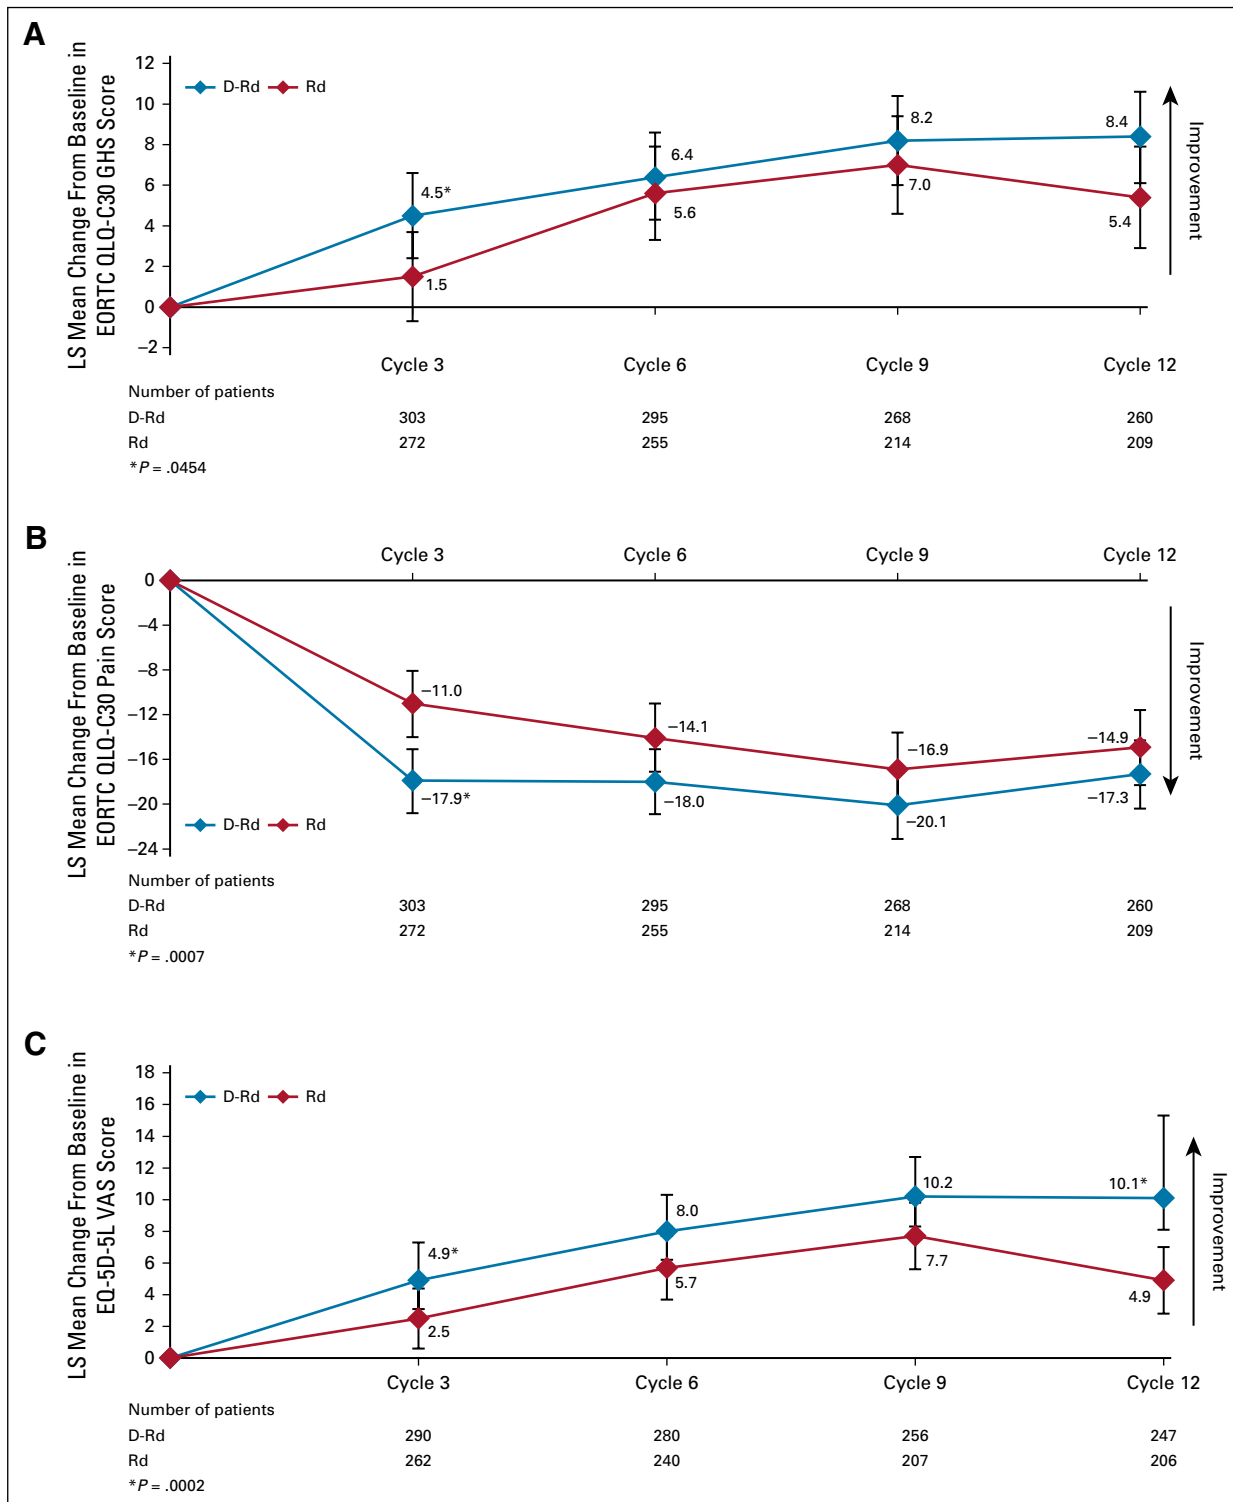 A
LS Mean Change From Baseline in
EORTC QLQ-C30 GHS Score
12
10
8
6
4
2
0
–2
D-Rd
Rd
4.5*
6.4
8.2
8.4
1.5
5.6
7.0
5.4
Improvement
Cycle 3 Cycle 6 Cycle 9 Cycle 12
Number of patients
D-Rd 303 295 268 260
Rd 272 255 214 209
*P = .0454
B
LS Mean Change From Baseline in
EORTC QLQ-C30 Pain Score
Cycle 3 Cycle 6 Cycle 9 Cycle 12
0
–4
–8
–12
–16
–20
–24
–11.0
–14.1
–16.9
–14.9
–17.9*
–18.0
–20.1
–17.3
D-Rd
Rd
Improvement
Number of patients
D-Rd 303 295 268 260
Rd 272 255 214 209
*P = .0007
C
LS Mean Change From Baseline in
EQ-5D-5L VAS Score
18
16
14
12
10
8
6
4
2
0
D-Rd
Rd
4.9*
8.0
10.2
10.1*
2.5
5.7
7.7
4.9
Improvement
Cycle 3 Cycle 6 Cycle 9 Cycle 12
Number of patients
D-Rd 290 280 256 247
Rd 262 240 207 206
*P = .0002